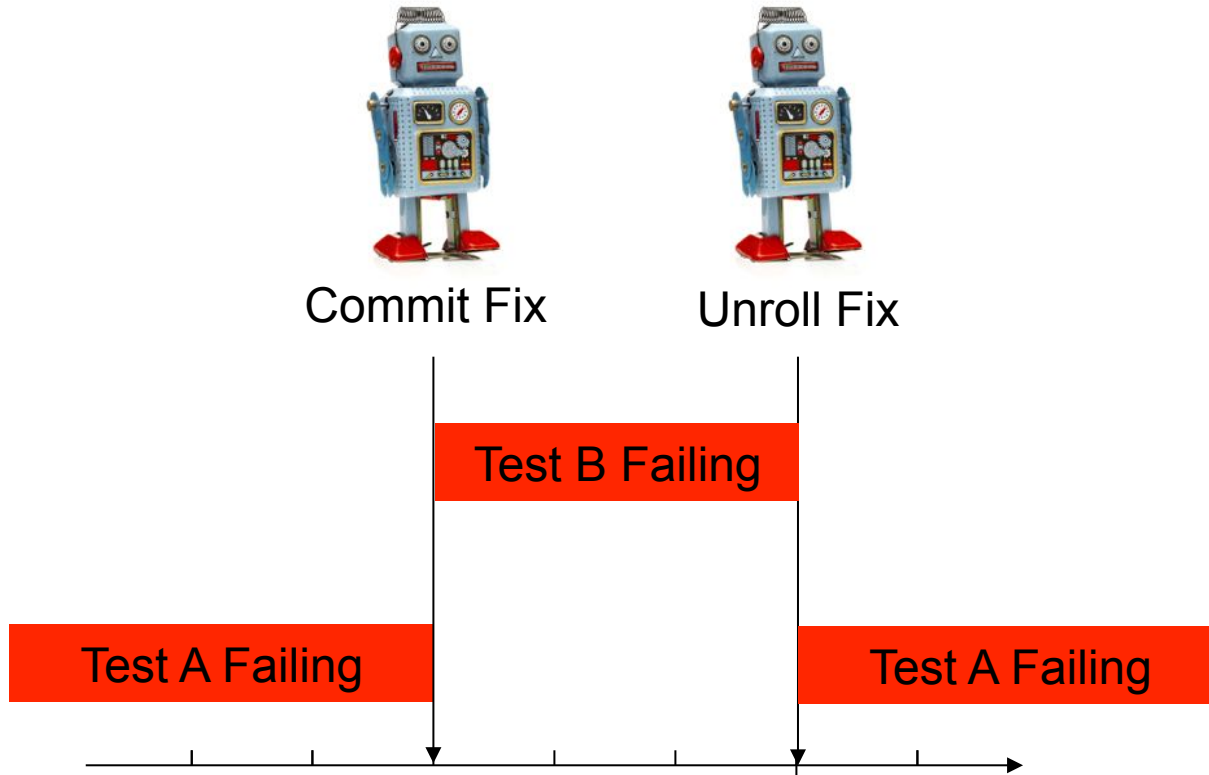 Commit Fix
Unroll Fix
Test B Failing
Test A Failing
Test A Failing